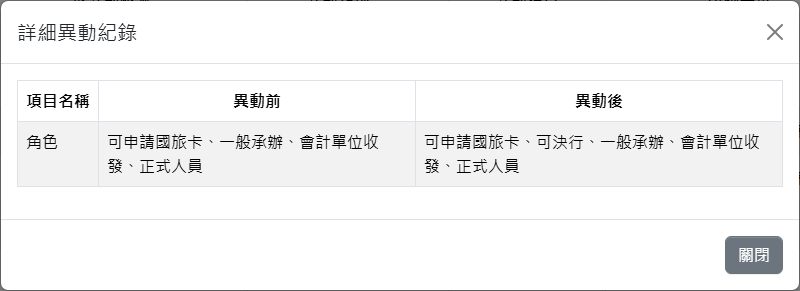 詳細異動紀錄
項目名稱 異動前 異動後
角色 可申請國旅卡、一般承辦、會計單位收 可申請國旅卡、可決行、一般承辦、會計單位收
發、正式人員 發、正式人員
關閉